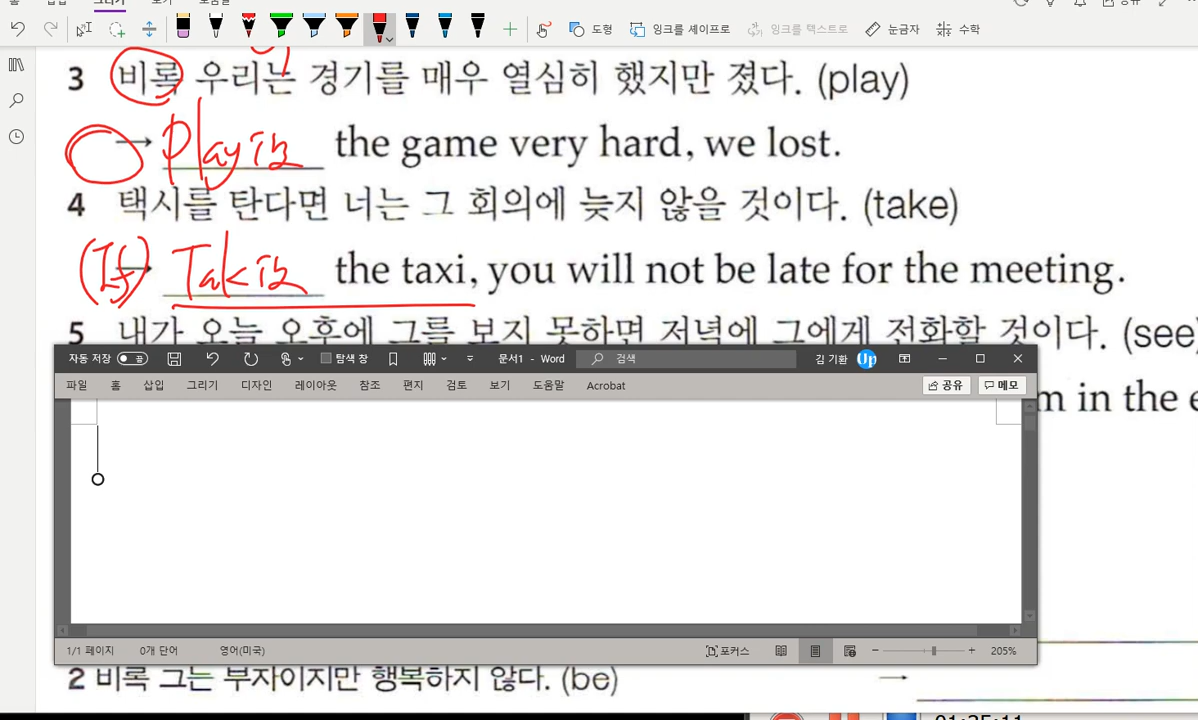 그리기
3 비록 우리는 경기를 매우 열심히 했지만 졌다. (play)
→ Playing the game very hard, we lost.
4 택시를 탄다면 너는 그 회의에 늦지 않을 것이다. (take)
(If) → Taking the taxi, you will not be late for the meeting.
5 내가 오늘 오후에 그를 보지 못하면 저녁에 그에게 전화할 것이다. (see)
도형 잉크를 셰이프로 잉크를 텍스트로 눈금자 수학
자동 저장 끔 탐색 창 문서1 - Word 검색 김 기환 Up
파일 홈 삽입 그리기 디자인 레이아웃 참조 편지 검토 보기 도움말 Acrobat 공유 메모
m in the e
1/1 페이지 0개 단어 영어(미국) 포커스 205%
2 비록 그는 부자이지만 행복하지 않다. (be) →